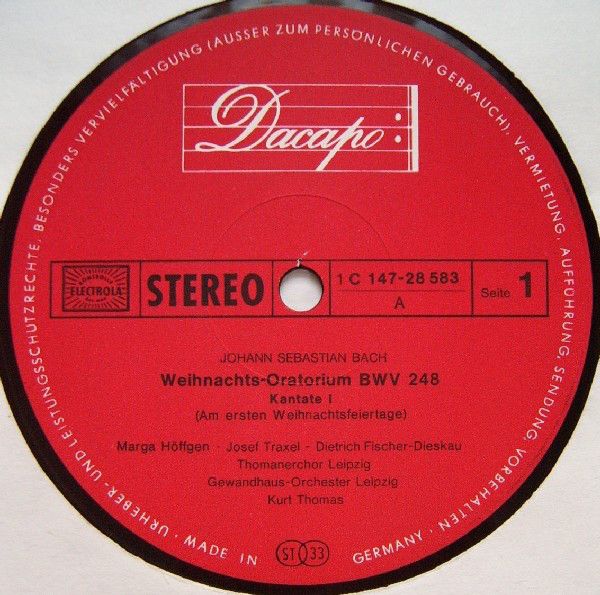 URHEBER- UND LEISTUNGSSCHUTZRECHTE, BESONDERS VERVIELFÄLTIGUNG (AUSSER ZUM PERSÖNLICHEN GEBRAUCH), VERMIETUNG, AUFFÜHRUNG, SENDUNG, VORBEHALTEN · MADE IN GERMANY ·
Dacapo
ELECTROLA
STEREO
1 C 147-28 583
A
Seite 1
JOHANN SEBASTIAN BACH
Weihnachts-Oratorium BWV 248
Kantate I
(Am ersten Weihnachtsfeiertage)
Marga Höffgen · Josef Traxel - Dietrich Fischer-Dieskau
Thomanerchor Leipzig
Gewandhaus-Orchester Leipzig
Kurt Thomas
ST 33